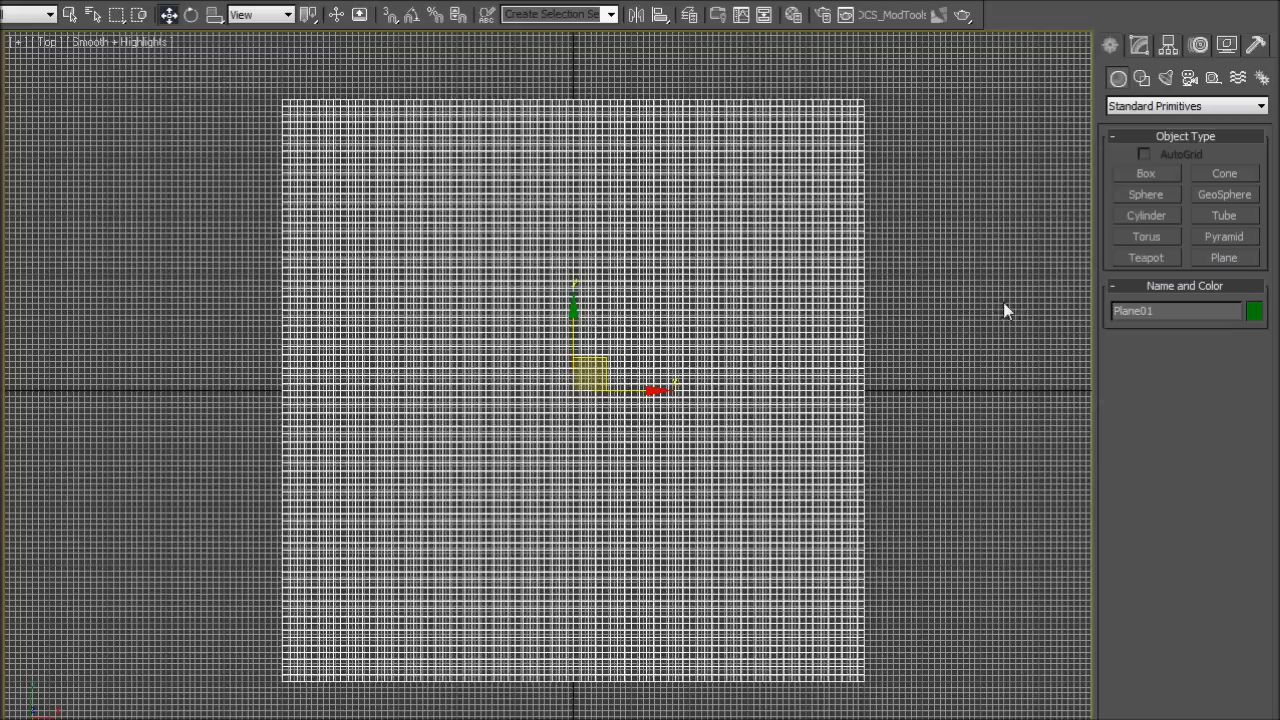 View
Create Selection Se
DCS_ModTools
[ + ] [ Top ] [ Smooth + Highlights ]
Standard Primitives
Object Type
AutoGrid
Box Cone
Sphere GeoSphere
Cylinder Tube
Torus Pyramid
Teapot Plane
Name and Color
Plane01
y